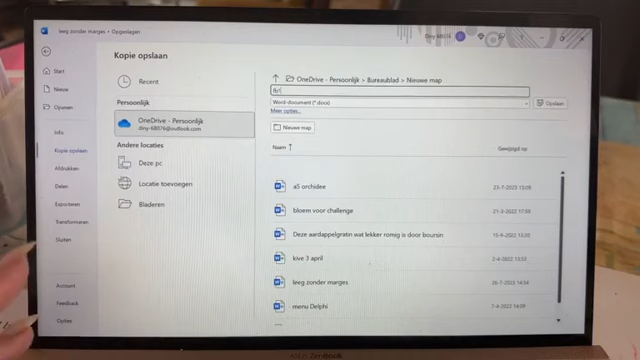 leeg zonder marges • Opgeslagen
Diny 68076
Kopie opslaan
Start
Nieuw
Openen
Info
Kopie opslaan
Afdrukken
Delen
Exporteren
Transformeren
Sluiten
Account
Feedback
Opties
Recent
Persoonlijk
OneDrive - Persoonlijk
diny-68076@outlook.com
Andere locaties
Deze pc
Locatie toevoegen
Bladeren
OneDrive - Persoonlijk > Bureaublad > Nieuwe map
Word-document (*.docx)
Opslaan
Meer opties...
Nieuwe map
Naam ↑
Gewijzigd op
a5 orchidee
23-7-2023 13:09
bloem voor challenge
21-3-2022 17:59
Deze aardappelgratin wat lekker romig is door boursin
15-9-2022 13:20
kive 3 april
2-4-2022 13:53
leeg zonder marges
26-7-2023 14:54
menu Delphi
7-4-2022 14:09
ASUS ZenBook